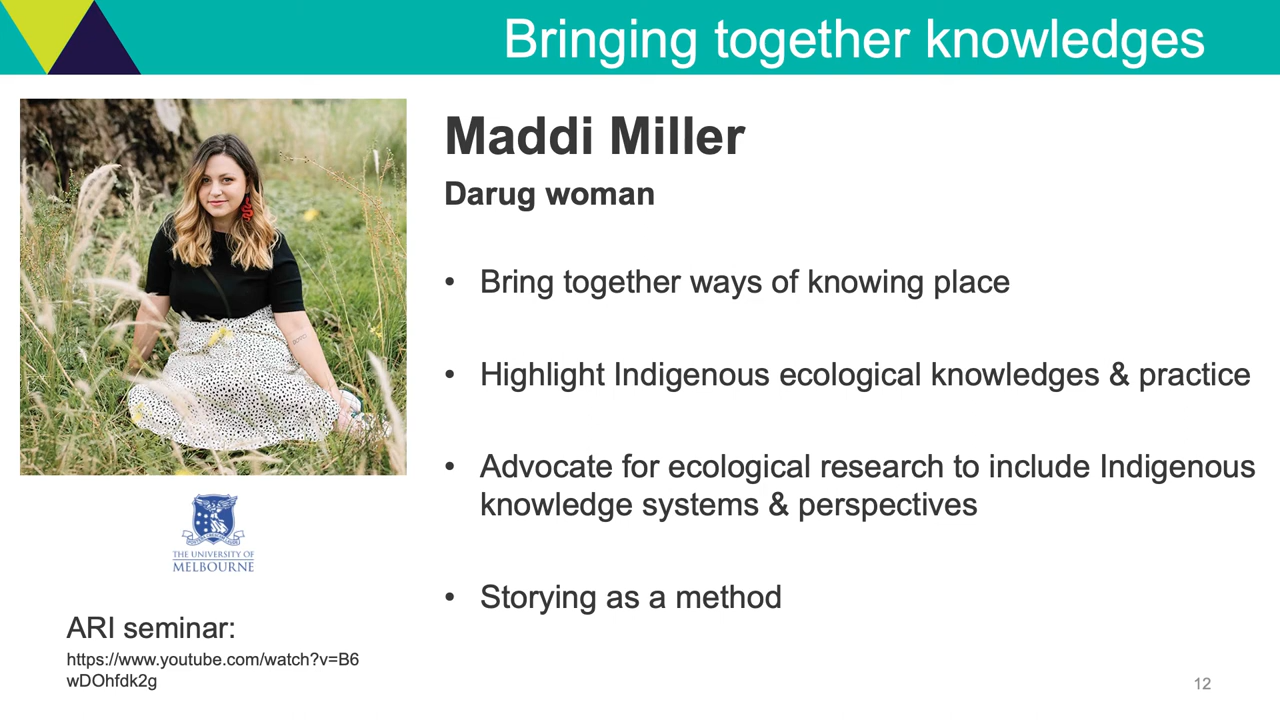 Bringing together knowledges
Maddi Miller
Darug woman
• Bring together ways of knowing place
• Highlight Indigenous ecological knowledges & practice
• Advocate for ecological research to include Indigenous
knowledge systems & perspectives
• Storying as a method
THE UNIVERSITY OF
MELBOURNE
ARI seminar:
https://www.youtube.com/watch?v=B6
wDOhfdk2g
12